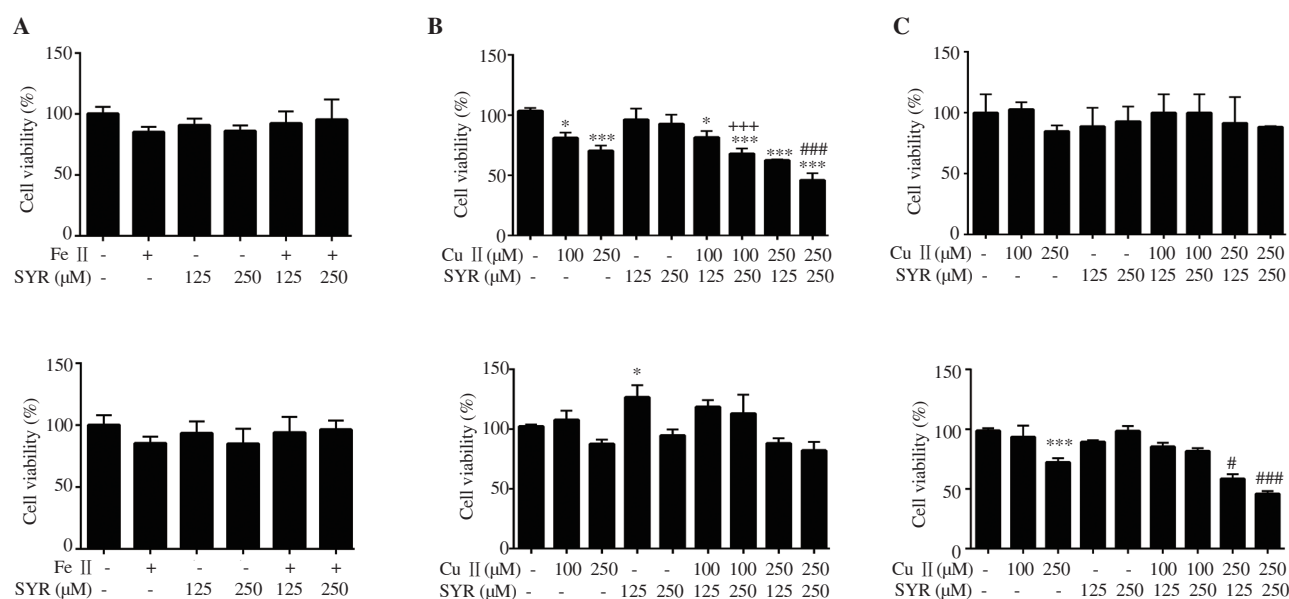 A
150
100
50
0
Cell viability (%)
Fe II - + - - + +
SYR (μM) - - 125 250 125 250
B
150
100
50
0
Cell viability (%)
* *** * +++ *** *** ### ***
Cu II (μM) - 100 250 - - 100 100 250 250
SYR (μM) - - - 125 250 125 250 125 250
C
150
100
50
0
Cell viability (%)
Cu II (μM) - 100 250 - - 100 100 250 250
SYR (μM) - - - 125 250 125 250 125 250
150
100
50
0
Cell viability (%)
Fe II - + - - + +
SYR (μM) - - 125 250 125 250
150
100
50
0
Cell viability (%)
*
Cu II (μM) - 100 250 - - 100 100 250 250
SYR (μM) - - - 125 250 125 250 125 250
150
100
50
0
Cell viability (%)
*** # ###
Cu II (μM) - 100 250 - - 100 100 250 250
SYR (μM) - - - 125 250 125 250 125 250